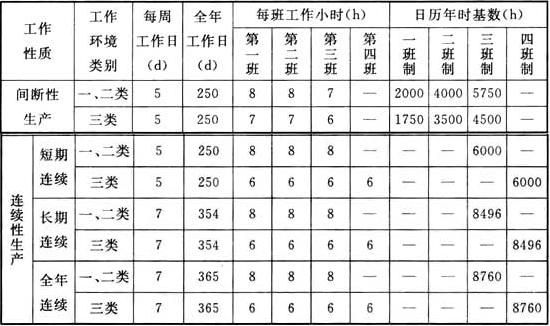 工作性质 工作环境类别 每周工作日(d) 全年工作日(d) 每班工作小时(h) 日历年时基数(h)
第一班 第二班 第三班 第四班 一班制 二班制 三班制 四班制
间断性生产 一、二类 5 250 8 8 7 — 2000 4000 5750 —
三类 5 250 7 7 6 — 1750 3500 4500 —
连续性生产 短期连续 一、二类 5 250 8 8 8 — — — 6000 —
三类 5 250 6 6 6 6 — — — 6000
长期连续 一、二类 7 354 8 8 8 — — — 8496 —
三类 7 354 6 6 6 6 — — — 8496
全年连续 一、二类 7 365 8 8 8 — — — 8760 —
三类 7 365 6 6 6 6 — — — 8760